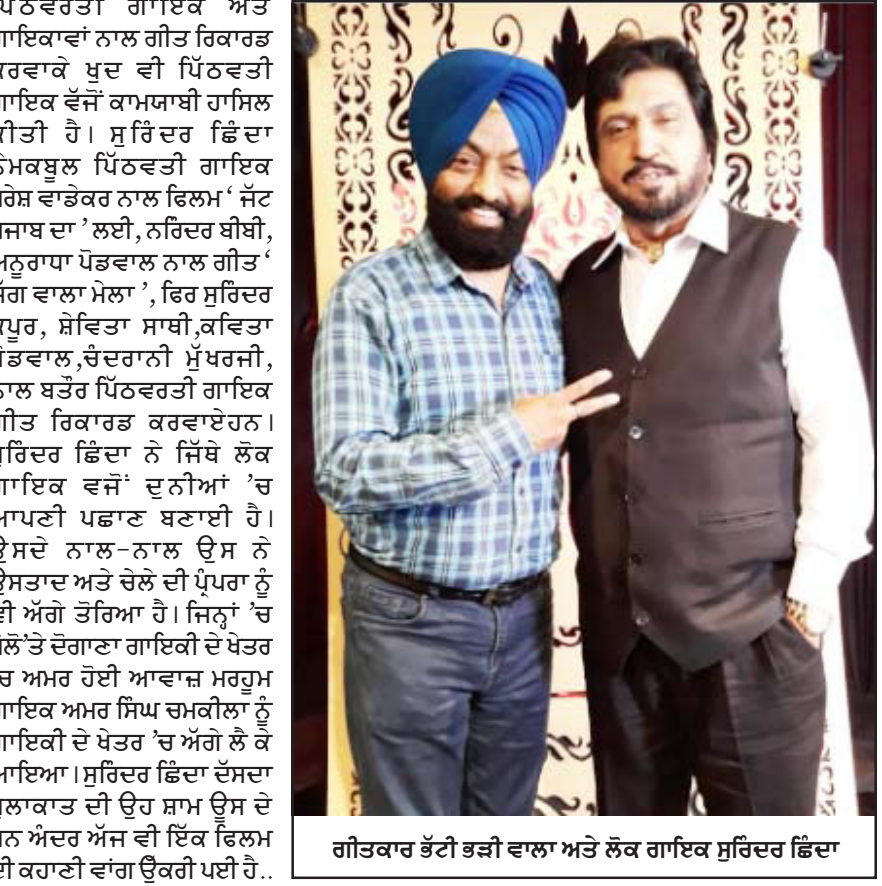 ਗਾਇਕ ਅਤੇ
ਗਾਇਕਾਵਾਂ ਨਾਲ ਗੀਤ ਰਿਕਾਰਡ
ਕਰਵਾਕੇ ਖੁਦ ਵੀ ਪਿੱਠਵਤੀ
ਗਾਇਕ ਵੱਜੋਂ ਕਾਮਯਾਬੀ ਹਾਸਿਲ
ਕੀਤੀ ਹੈ। ਸੁਰਿੰਦਰ ਛਿੰਦਾ
ਨੇਮਕਬੂਲ ਪਿੱਠਵਤੀ ਗਾਇਕ
ਵਾਡੇਕਰ ਨਾਲ ਫਿਲਮ ‘ ਜੱਟ
ਦਾ ’ ਲਈ, ਨਰਿੰਦਰ ਬੀਬੀ,
ਅਨੂਰਾਧਾ ਪੋਡਵਾਲ ਨਾਲ ਗੀਤ ‘
ਵਾਲਾ ਮੇਲਾ ’, ਫਿਰ ਸੁਰਿੰਦਰ
ਕਪੂਰ, ਸ਼ੇਵਿਤਾ ਸਾਥੀ,ਕਵਿਤਾ
ਪੋਡਵਾਲ,ਚੰਦਰਾਨੀ ਮੁੱਖਰਜੀ,
ਨਾਲ ਬਤੌਰ ਪਿੱਠਵਰਤੀ ਗਾਇਕ
ਗੀਤ ਰਿਕਾਰਡ ਕਰਵਾਏਹਨ।
ਸੁਰਿੰਦਰ ਛਿੰਦਾ ਨੇ ਜਿੱਥੇ ਲੋਕ
ਗਾਇਕ ਵਜੋਂ ਦੁਨੀਆਂ ’ਚ
ਆਪਣੀ ਪਛਾਣ ਬਣਾਈ ਹੈ।
ਉਸਦੇ ਨਾਲ-ਨਾਲ ਉਸ ਨੇ
ਉਸਤਾਦ ਅਤੇ ਚੇਲੇ ਦੀ ਪ੍ਰੰਪਰਾ ਨੂੰ
ਵੀ ਅੱਗੇ ਤੋਰਿਆ ਹੈ। ਜਿਨ੍ਹਾਂ ’ਚ
ਦੋਗਾਣਾ ਗਾਇਕੀ ਦੇ ਖੇਤਰ
’ਚ ਅਮਰ ਹੋਈ ਆਵਾਜ਼ ਮਰਹੂਮ
ਗਾਇਕ ਅਮਰ ਸਿੰਘ ਚਮਕੀਲਾ ਨੂੰ
ਗਾਇਕੀ ਦੇ ਖੇਤਰ ’ਚ ਅੱਗੇ ਲੈ ਕੇ
ਆਇਆ। ਸੁਰਿੰਦਰ ਛਿੰਦਾ ਦੱਸਦਾ
ਮੁਲਾਕਾਤ ਦੀ ਉਹ ਸ਼ਾਮ ਉਸ ਦੇ
ਮਨ ਅੰਦਰ ਅੱਜ ਵੀ ਇੱਕ ਫਿਲਮ
ਦੀ ਕਹਾਣੀ ਵਾਂਗ ਉੱਕਰੀ ਪਈ ਹੈ..
ਗੀਤਕਾਰ ਭੱਟੀ ਭੜੀ ਵਾਲਾ ਅਤੇ ਲੋਕ ਗਾਇਕ ਸੁਰਿੰਦਰ ਛਿੰਦਾ